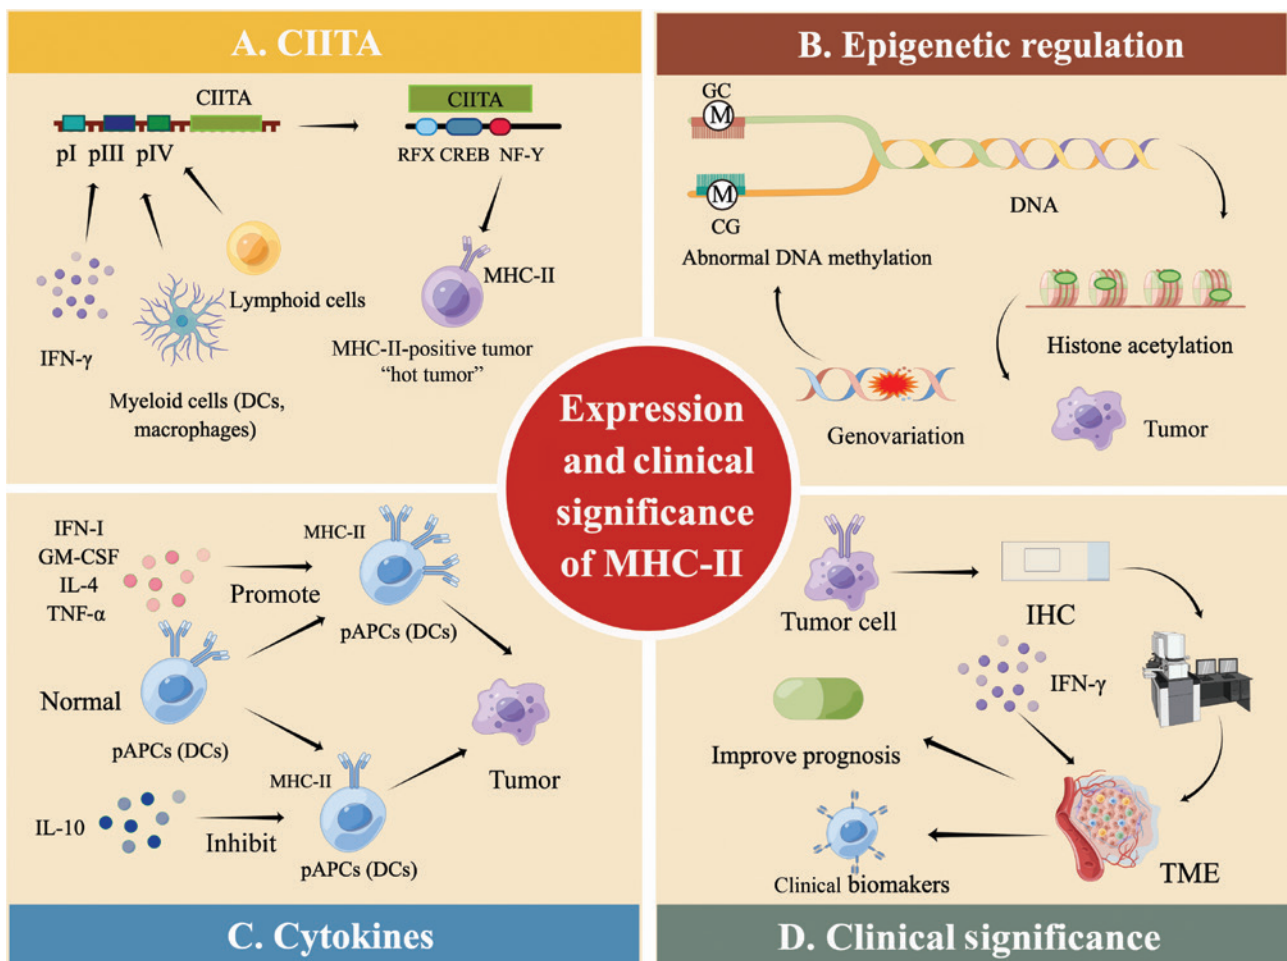 A. CIITA
CIITA
pI pIII pIV
IFN-γ
Myeloid cells (DCs,
macrophages)
Lymphoid cells
CIITA
RFX CREB NF-Y
MHC-II
MHC-II-positive tumor
“hot tumor”
B. Epigenetic regulation
GC
M
M
CG
DNA
Abnormal DNA methylation
Genovariation
Histone acetylation
Tumor
Expression
and clinical
significance
of MHC-II
IFN-I
GM-CSF
IL-4
TNF-α
Promote
MHC-II
pAPCs (DCs)
Normal
pAPCs (DCs)
Tumor
IL-10
Inhibit
MHC-II
pAPCs (DCs)
C. Cytokines
Tumor cell
IHC
IFN-γ
Improve prognosis
Clinical biomakers
TME
D. Clinical significance